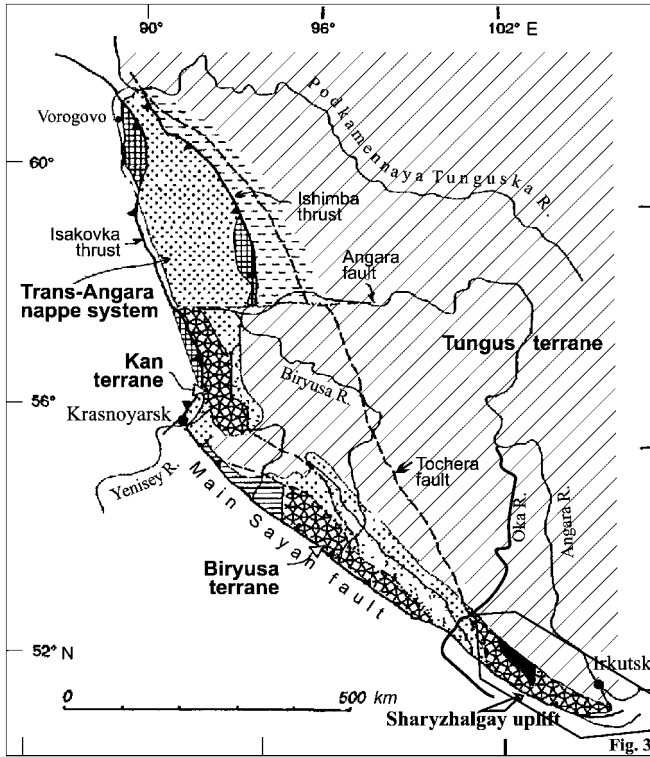 90°
96°
102° E
Vorogovo
Podkamennaya Tunguska R.
60°
Ishimba
thrust
Isakovka
thrust
Angara
fault
Trans-Angara
nappe system
Tungus terrane
Kan
terrane
Biryusa R.
56°
Krasnoyarsk
Yenisey R.
Main Sayan fault
Tochera
fault
Oka R.
Angara R.
Biryusa
terrane
52° N
Irkutsk
0
500 km
Sharyzhalgay uplift
Fig. 3